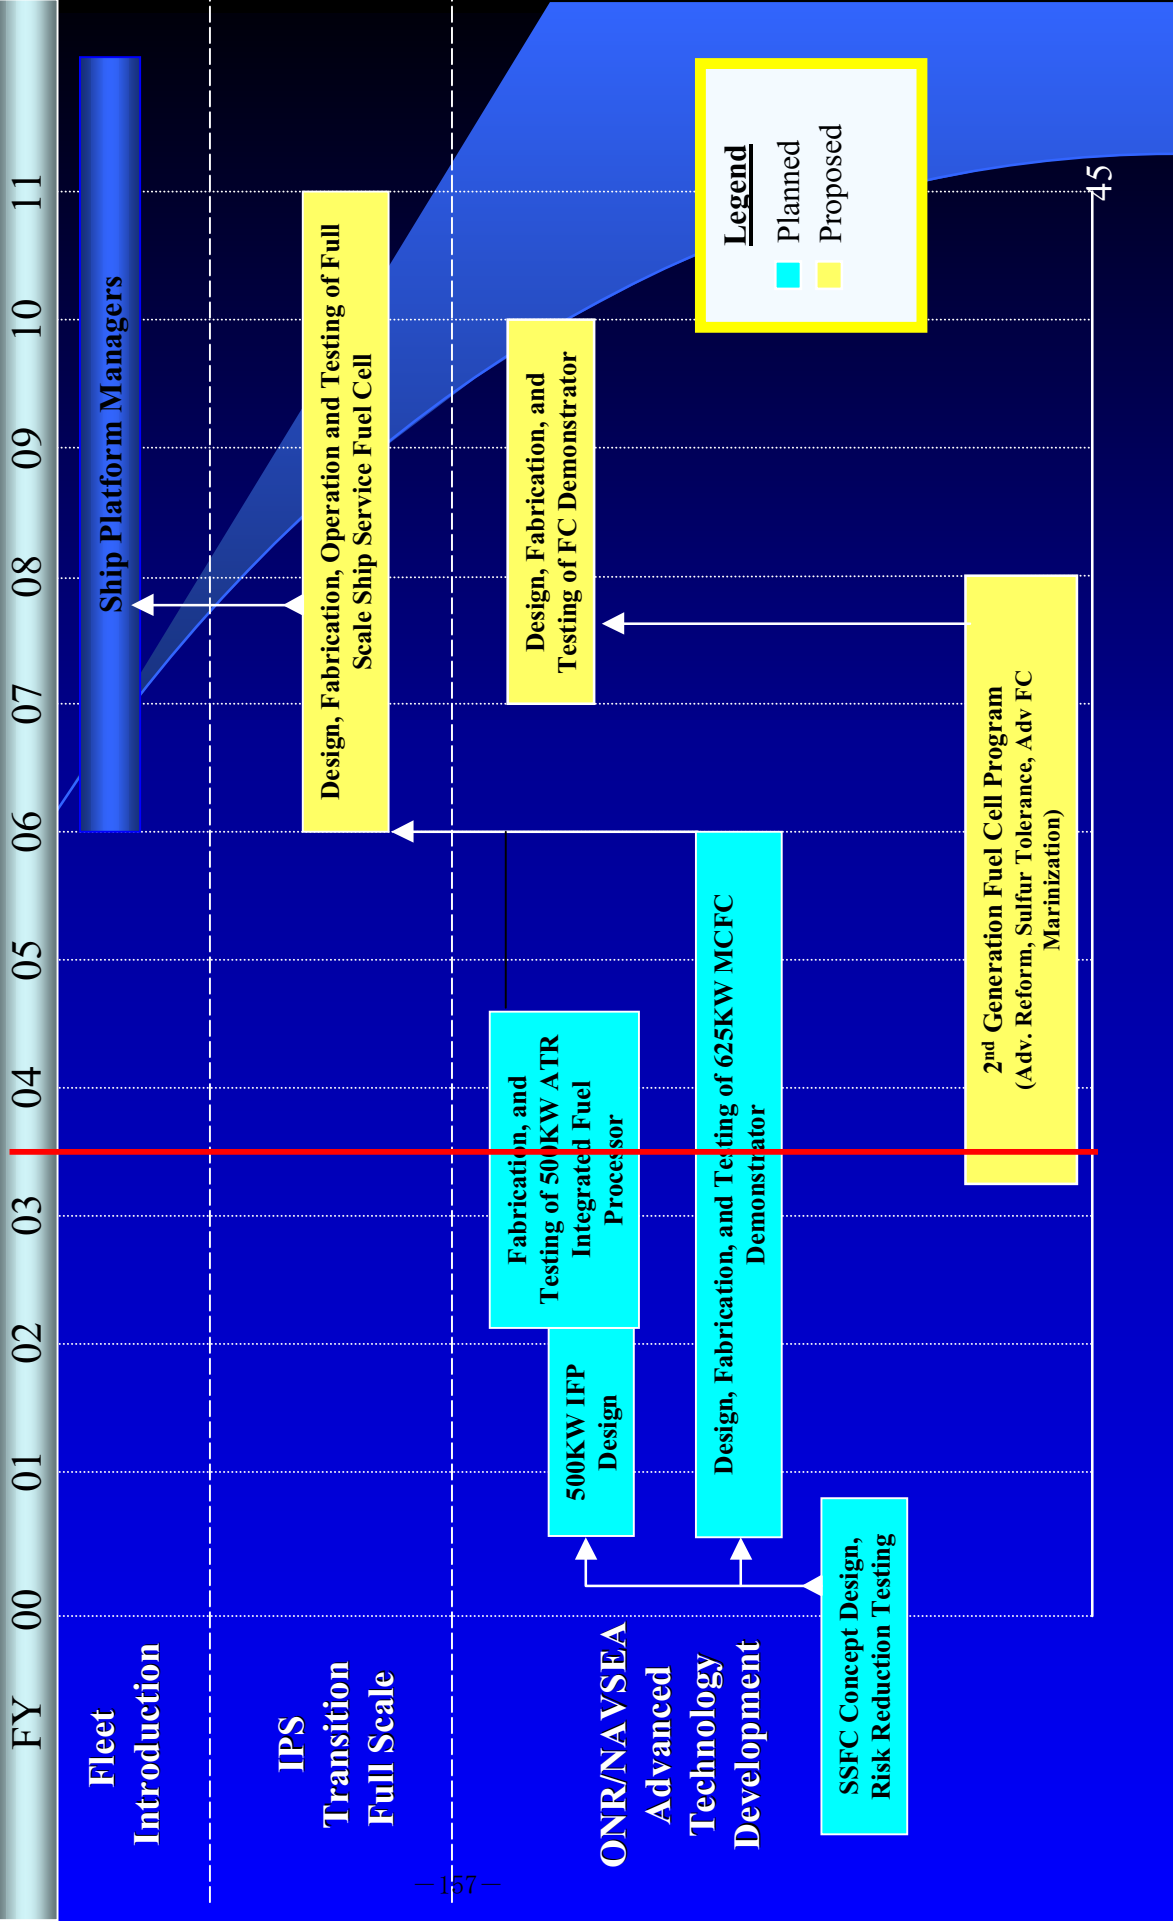 FY 00 01 02 03 04 05 06 07 08 09 10 11
Fleet
Introduction
Ship Platform Managers
IPS
Transition
Full Scale
Design, Fabrication, Operation and Testing of Full
Scale Ship Service Fuel Cell
ONR/NAVSEA
Advanced
Technology
Development
Fabrication, and
Testing of 500KW ATR
Integrated Fuel
Processor
500KW IFP
Design
Design, Fabrication, and
Testing of FC Demonstrator
Design, Fabrication, and Testing of 625KW MCFC
Demonstrator
SSFC Concept Design,
Risk Reduction Testing
2nd Generation Fuel Cell Program
(Adv. Reform, Sulfur Tolerance, Adv FC
Marinization)
Legend
Planned
Proposed
45
—157—